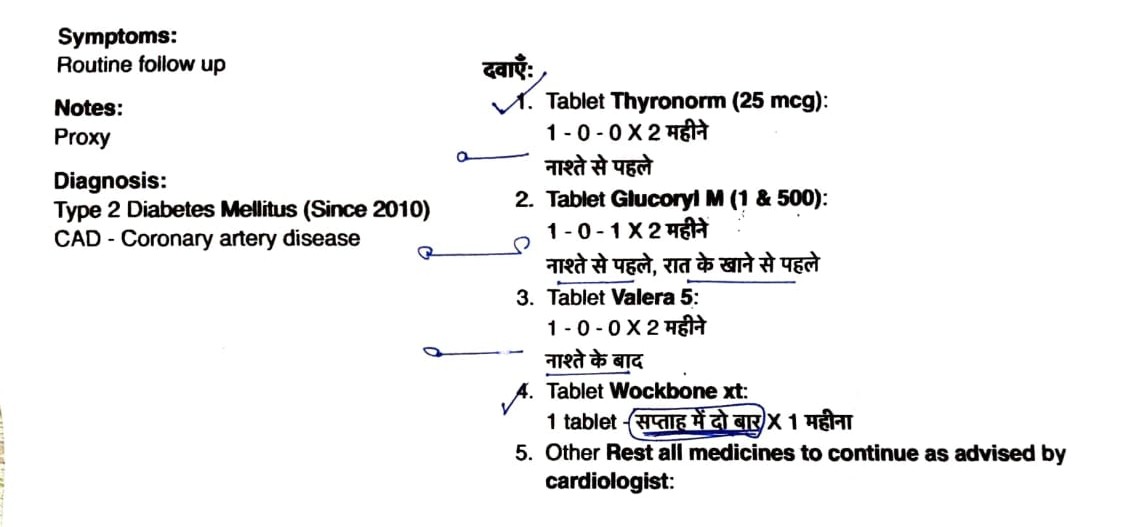 Symptoms:
Routine follow up
Notes:
Proxy
Diagnosis:
Type 2 Diabetes Mellitus (Since 2010)
CAD - Coronary artery disease
दवाएँ:
1. Tablet Thyronorm (25 mcg):
1 - 0 - 0 X 2 महीने
नाश्ते से पहले
2. Tablet Glucoryl M (1 & 500):
1 - 0 - 1 X 2 महीने
नाश्ते से पहले, रात के खाने से पहले
3. Tablet Valera 5:
1 - 0 - 0 X 2 महीने
नाश्ते के बाद
4. Tablet Wockbone xt:
1 tablet - सप्ताह में दो बार X 1 महीना
5. Other Rest all medicines to continue as advised by
cardiologist: